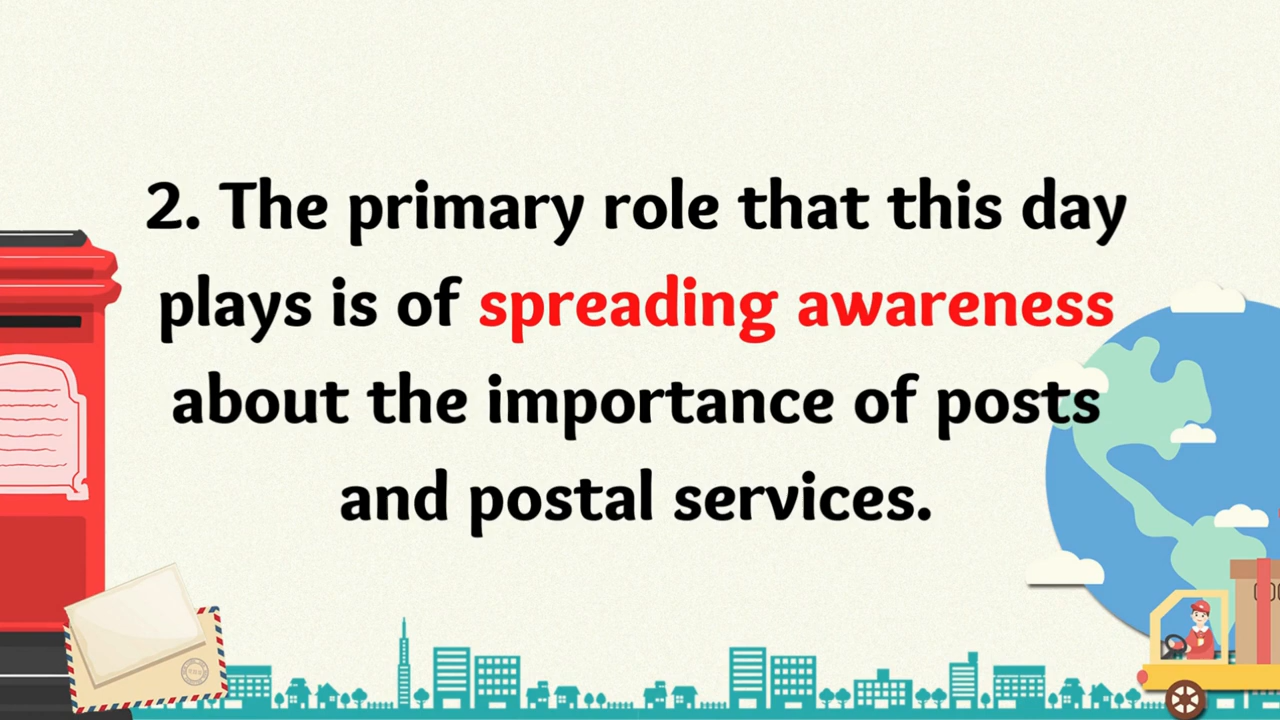 2. The primary role that this day
plays is of spreading awareness
about the importance of posts
and postal services.